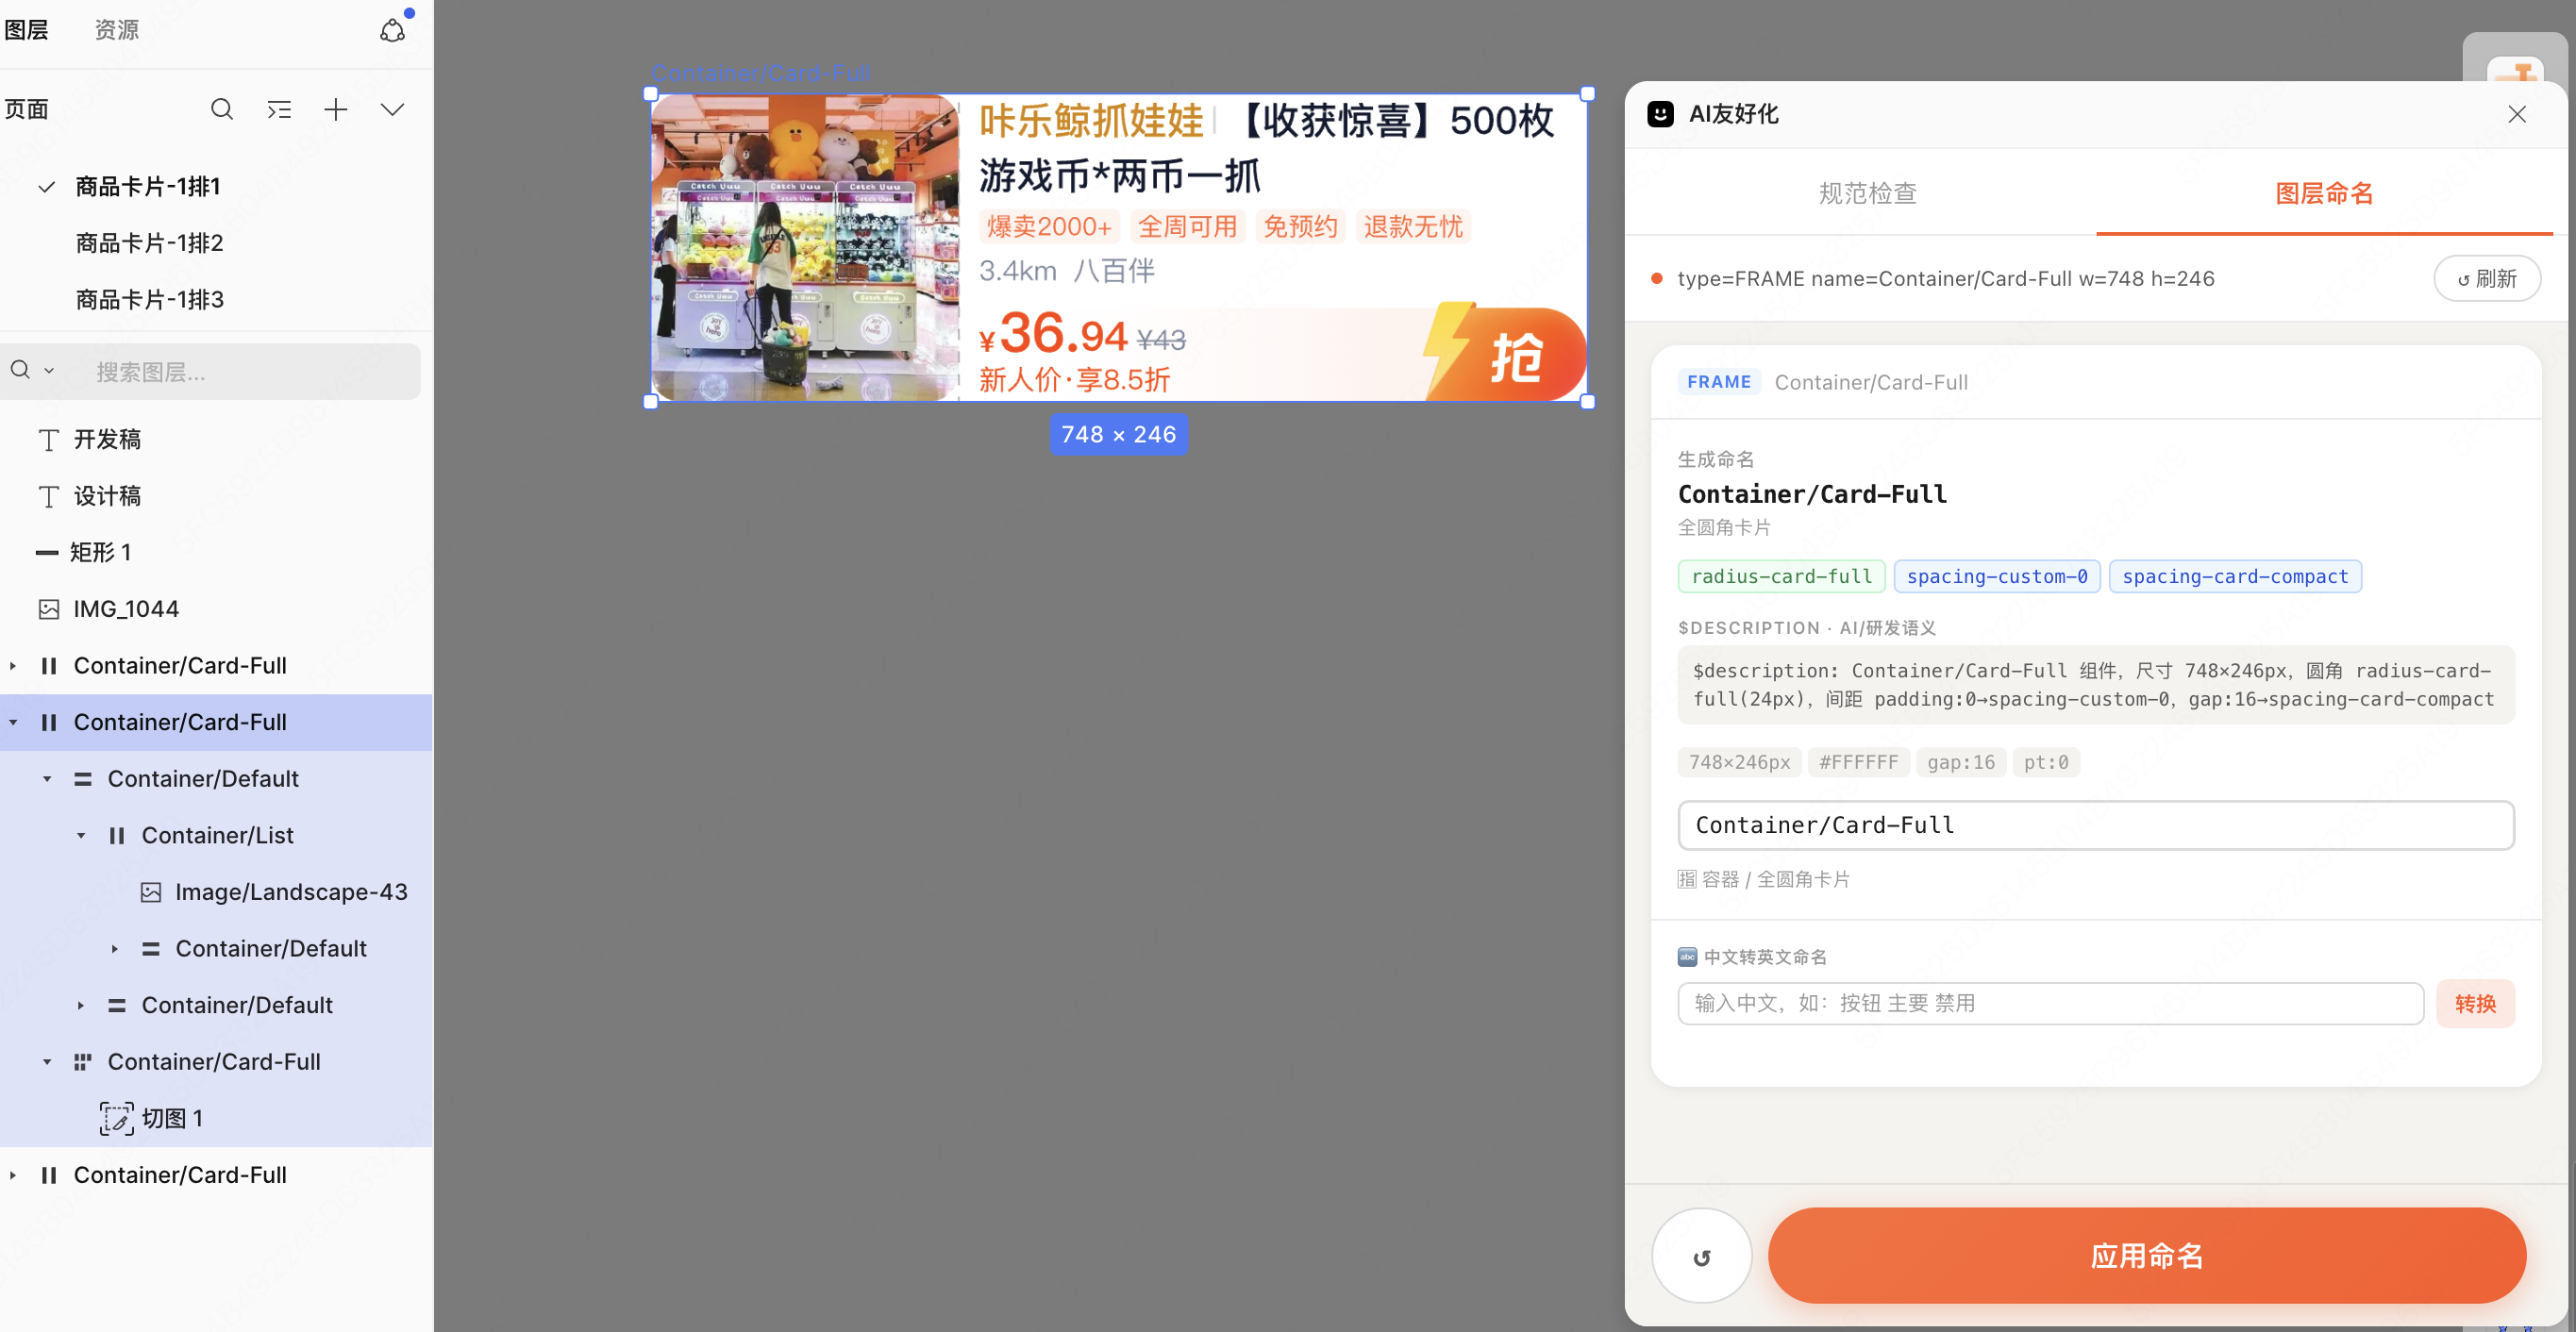 图层
资源
页面
商品卡片-1排1
商品卡片-1排2
商品卡片-1排3
搜索图层...
开发稿
设计稿
矩形 1
IMG_1044
Container/Card-Full
Container/Card-Full
Container/Default
Container/List
Image/Landscape-43
Container/Default
Container/Default
Container/Card-Full
切图 1
Container/Card-Full
Container/Card-Full
Catch Uuu
Catch Uuu
Catch Uuu
咔乐鲸抓娃娃 【收获惊喜】500枚
游戏币*两币一抓
爆卖2000+ 全周可用 免预约 退款无忧
3.4km 八百伴
¥36.94 ¥43
新人价·享8.5折
抢
748 × 246
AI友好化
规范检查
图层命名
type=FRAME name=Container/Card-Full w=748 h=246
↺ 刷新
FRAME Container/Card-Full
生成命名
Container/Card-Full
全圆角卡片
radius-card-full spacing-custom-0 spacing-card-compact
$DESCRIPTION · AI/研发语义
$description: Container/Card-Full 组件，尺寸 748×246px，圆角 radius-card-
full(24px)，间距 padding:0→spacing-custom-0，gap:16→spacing-card-compact
748×246px #FFFFFF gap:16 pt:0
Container/Card-Full
指 容器 / 全圆角卡片
abc 中文转英文命名
输入中文，如：按钮 主要 禁用
转换
↺
应用命名